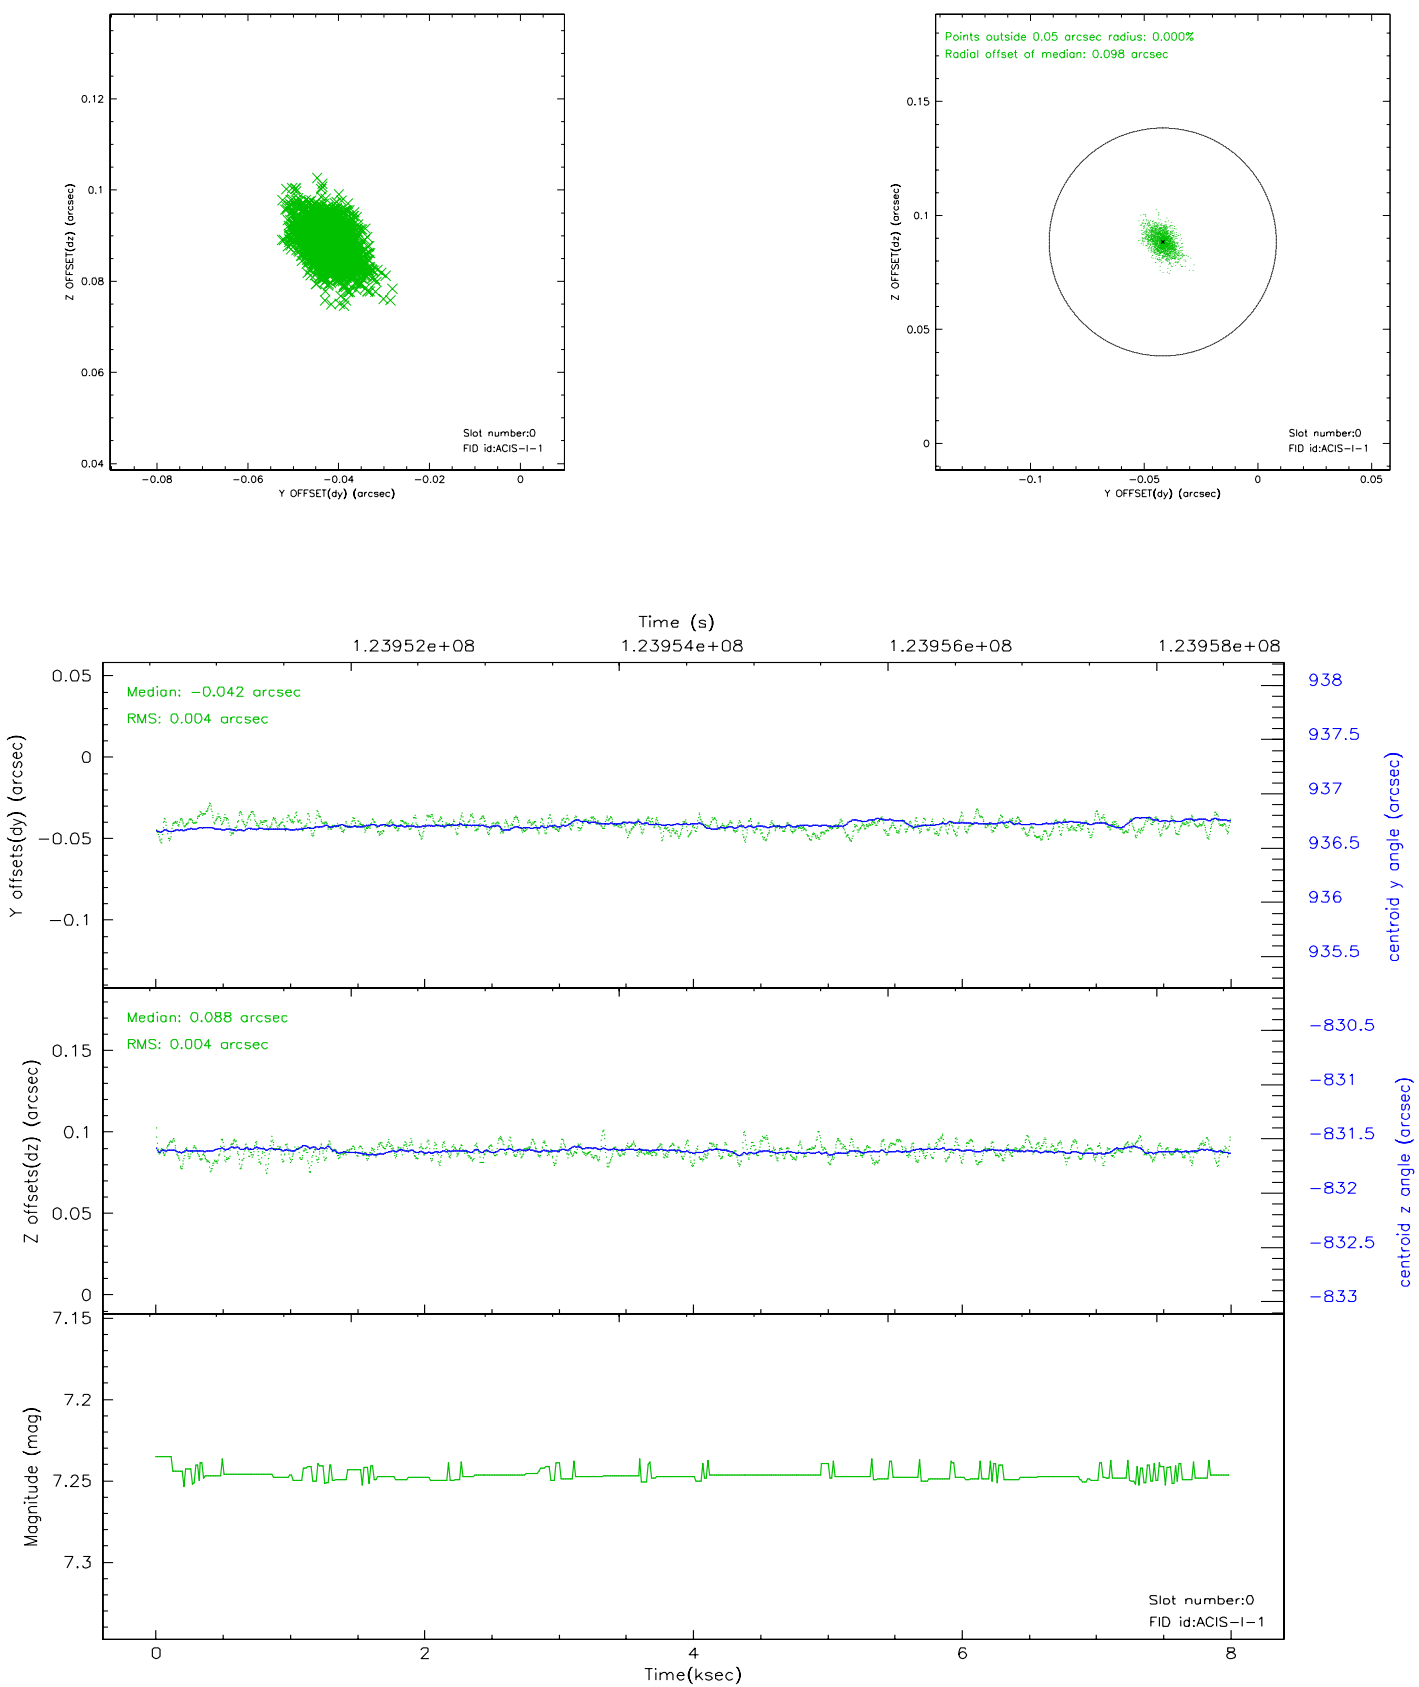 0.12
0.1
0.08
0.06
0.04
Z OFFSET(dz) (arcsec)
Slot number:0
FID id:ACIS-I-1
-0.08
-0.06
-0.04
-0.02
0
Y OFFSET(dy) (arcsec)
Points outside 0.05 arcsec radius: 0.000%
Radial offset of median: 0.098 arcsec
0.15
0.1
0.05
0
Z OFFSET(dz) (arcsec)
Slot number:0
FID id:ACIS-I-1
-0.1
-0.05
0
0.05
Y OFFSET(dy) (arcsec)
Time (s)
1.23952e+08
1.23954e+08
1.23956e+08
1.23958e+08
0.05
0
-0.05
-0.1
Y offsets(dy) (arcsec)
Median: -0.042 arcsec
RMS: 0.004 arcsec
938
937.5
937
936.5
936
935.5
centroid y angle (arcsec)
0.15
0.1
0.05
0
Z offsets(dz) (arcsec)
Median: 0.088 arcsec
RMS: 0.004 arcsec
-830.5
-831
-831.5
-832
-832.5
-833
centroid z angle (arcsec)
7.15
7.2
7.25
7.3
Magnitude (mag)
Slot number:0
FID id:ACIS-I-1
0
2
4
6
8
Time(ksec)